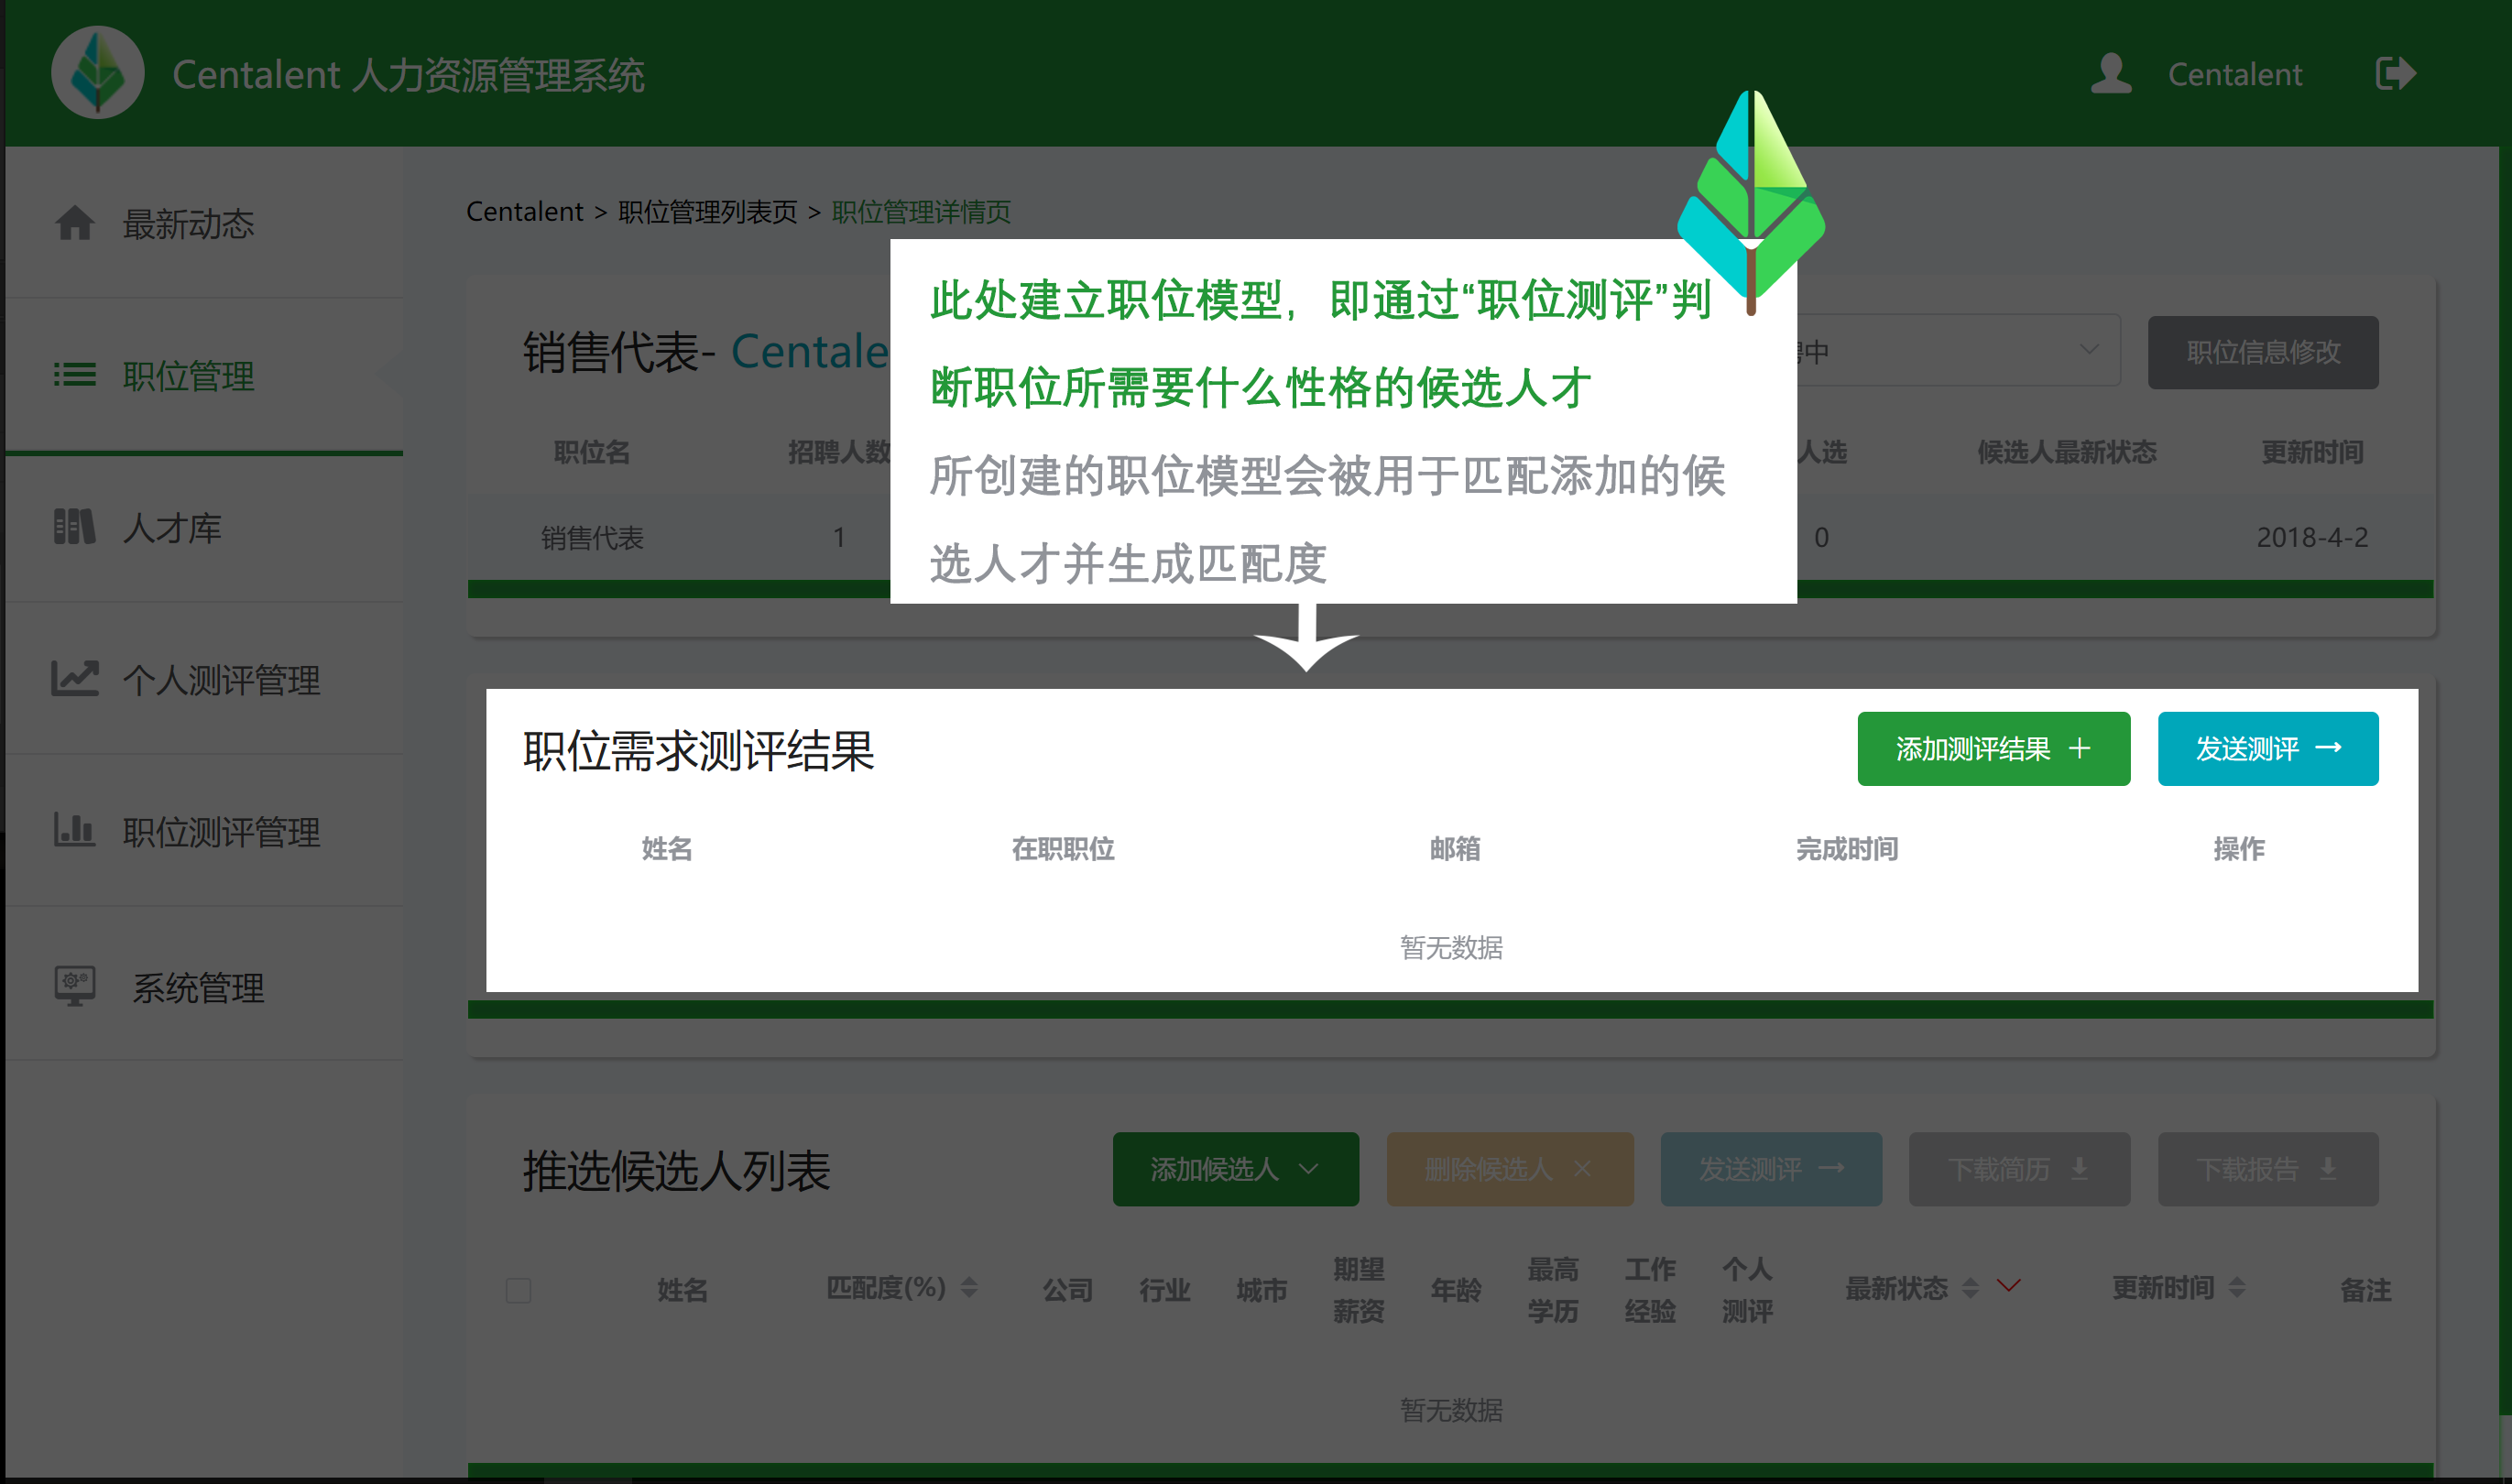 Centalent 人力资源管理系统
Centalent
最新动态
职位管理
人才库
个人测评管理
职位测评管理
系统管理
Centalent > 职位管理列表页 > 职位管理详情页
此处建立职位模型，即通过“职位测评”判
断职位所需要什么性格的候选人才
所创建的职位模型会被用于匹配添加的候
选人才并生成匹配度
销售代表- Centale
中
职位信息修改
职位名 招聘人数 人选 候选人最新状态 更新时间
销售代表 1 0 2018-4-2
职位需求测评结果
添加测评结果 +
发送测评 →
姓名 在职职位 邮箱 完成时间 操作
暂无数据
推选候选人列表
添加候选人
删除候选人 ×
发送测评 →
下载简历
下载报告
姓名 匹配度(%) 公司 行业 城市 期望 年龄 最高 工作 个人 最新状态 更新时间 备注
薪资 学历 经验 测评
暂无数据